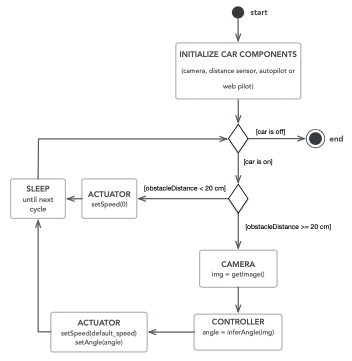 start
INITIALIZE CAR COMPONENTS
(camera, distance sensor, autopilot or
web pilot)
[car is off]
end
[car is on]
[obstacleDistance < 20 cm]
SLEEP
until next
cycle
ACTUATOR
setSpeed(0)
[obstacleDistance >= 20 cm]
CAMERA
img = getImage()
ACTUATOR
setSpeed(default_speed)
setAngle(angle)
CONTROLLER
angle = inferAngle(img)